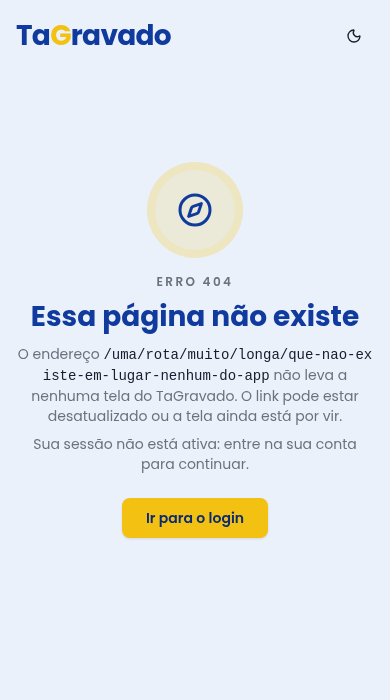 TaGravado
ERRO 404
Essa página não existe
O endereço /uma/rota/muito/longa/que-nao-ex
iste-em-lugar-nenhum-do-app não leva a
nenhuma tela do TaGravado. O link pode estar
desatualizado ou a tela ainda está por vir.
Sua sessão não está ativa: entre na sua conta
para continuar.
Ir para o login